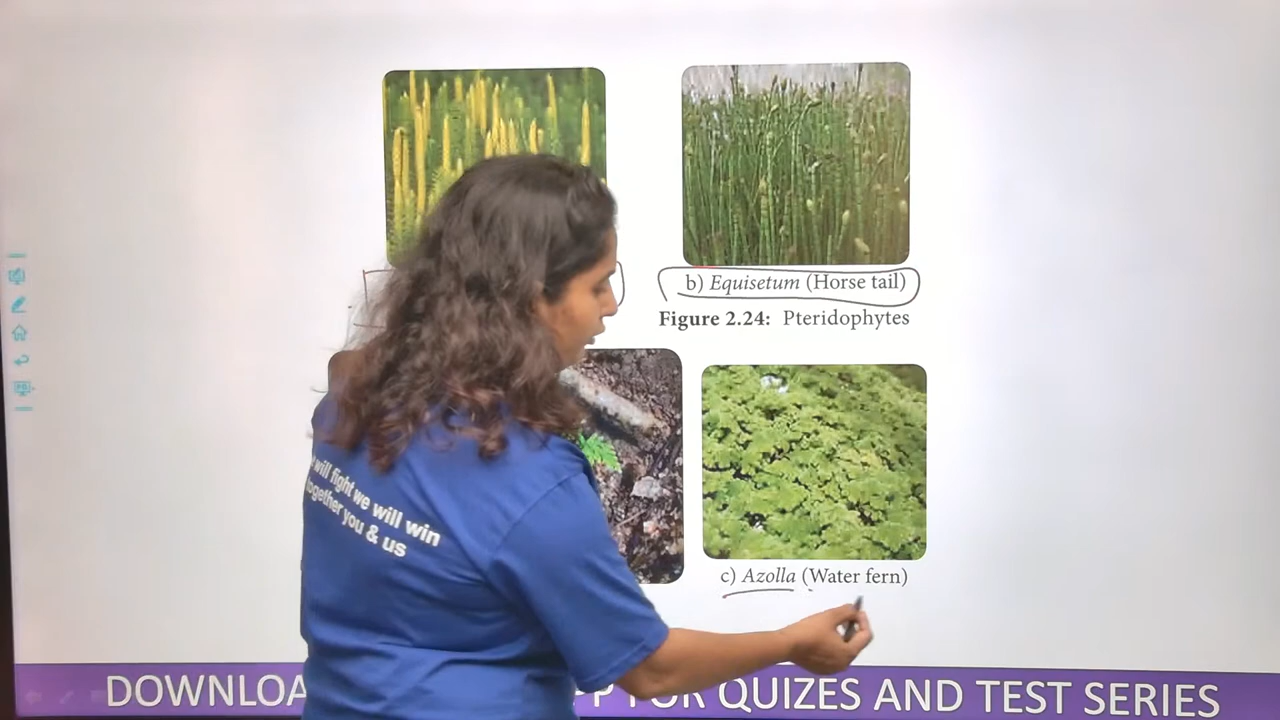 b) Equisetum (Horse tail)
Figure 2.24: Pteridophytes
c) Azolla (Water fern)
will fight we will win
together you & us
FOR QUIZES AND TEST SERIES